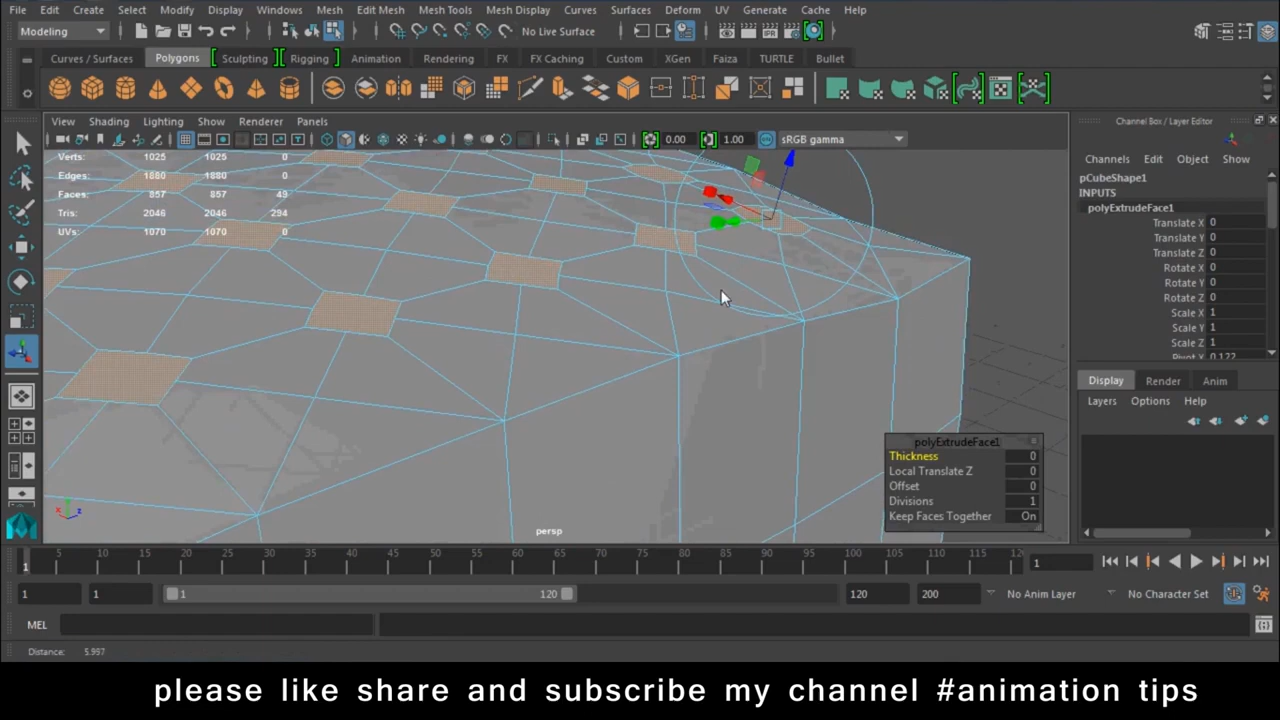 File Edit Create Select Modify Display Windows Mesh Edit Mesh Mesh Tools Mesh Display Curves Surfaces Deform UV Generate Cache Help
Modeling No Live Surface
Curves / Surfaces Polygons Sculpting Rigging Animation Rendering FX FX Caching Custom XGen Faiza TURTLE Bullet
View Shading Lighting Show Renderer Panels
0.00 1.00 sRGB gamma
Verts: 1025 1025 0
Edges: 1880 1880 0
Faces: 857 857 49
Tris: 2046 2046 294
UVs: 1070 1070 0
polyExtrudeFace1
Thickness 0
Local Translate Z 0
Offset 0
Divisions 1
Keep Faces Together On
persp
x z
Channel Box / Layer Editor
Channels Edit Object Show
pCubeShape1
INPUTS
polyExtrudeFace1
Translate X 0
Translate Y 0
Translate Z 0
Rotate X 0
Rotate Y 0
Rotate Z 0
Scale X 1
Scale Y 1
Scale Z 1
Pivot X 0.122
Display Render Anim
Layers Options Help
5 10 15 20 25 30 35 40 45 50 55 60 65 70 75 80 85 90 95 100 105 110 115 12
1 1
1 1 1 120 120 200 No Anim Layer No Character Set
MEL
Distance: 5.997
please like share and subscribe my channel #animation tips